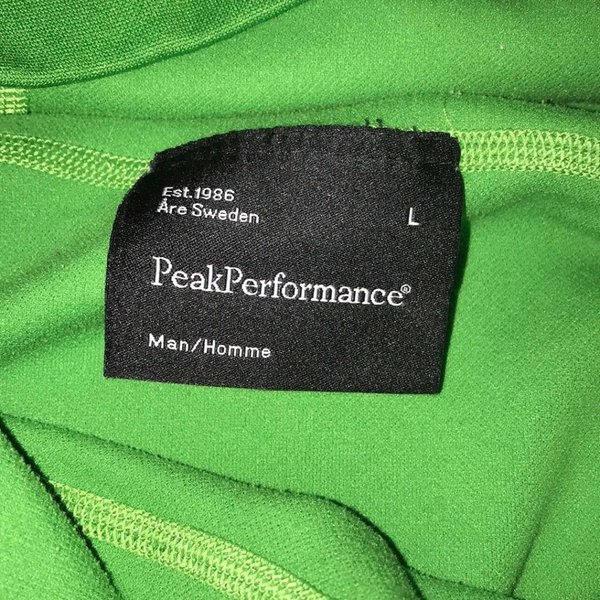 Est.1986
Åre Sweden
L
PeakPerformance®
Man/Homme